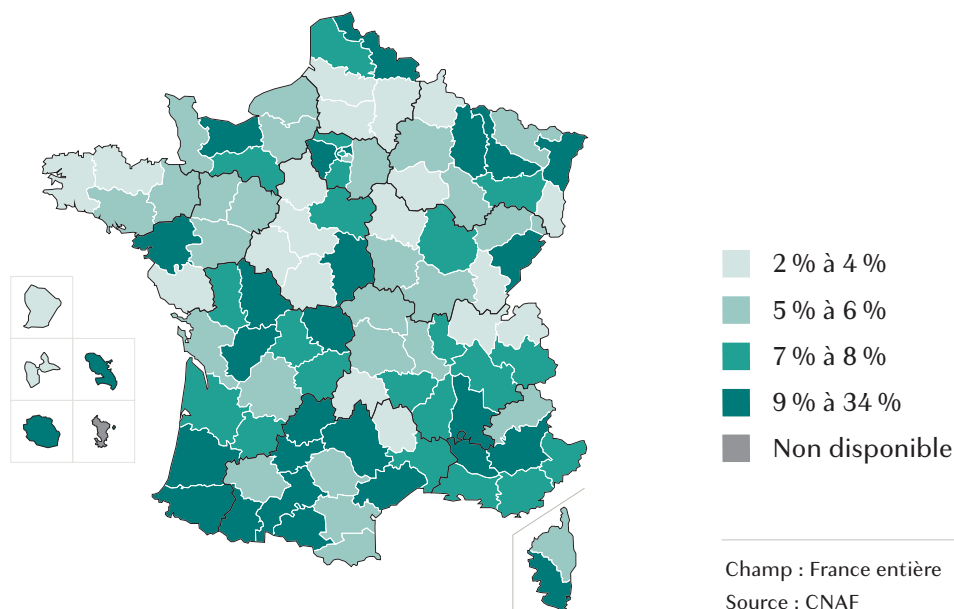 2 % à 4 %
5 % à 6 %
7 % à 8 %
9 % à 34 %
Non disponible
Champ : France entière
Source : CNAF